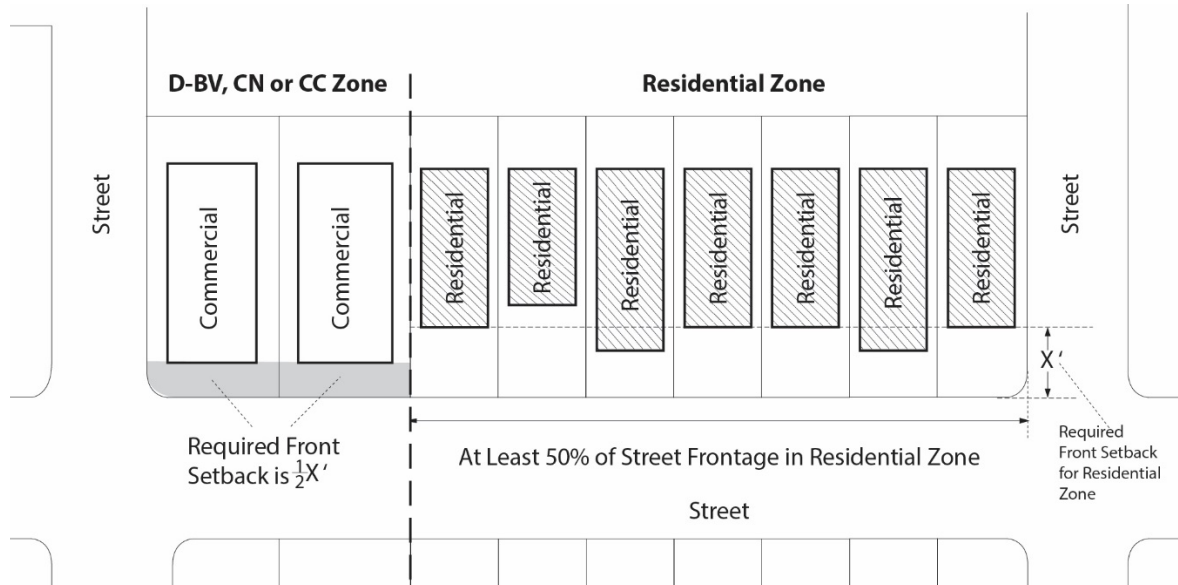 D-BV, CN or CC Zone
Residential Zone
Street
Commercial
Commercial
Residential
Residential
Residential
Residential
Residential
Residential
Residential
Street
X '
Required Front
Setback is ½X '
At Least 50% of Street Frontage in Residential Zone
Required
Front Setback
for Residential
Zone
Street